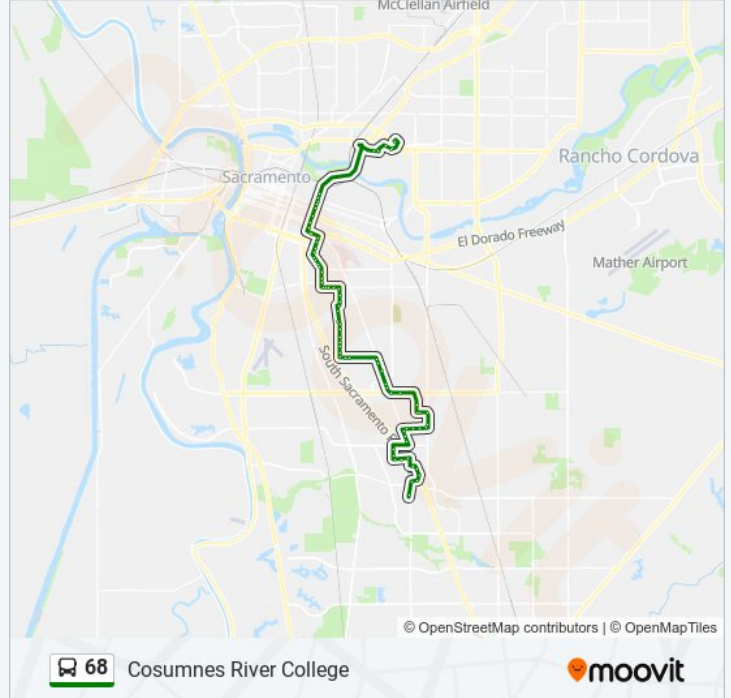 McClellan Airfield
Rancho Cordova
Sacramento
El Dorado Freeway
Mather Airport
South Sacramento
© OpenStreetMap contributors | © OpenMapTiles
68 Cosumnes River College
moovit